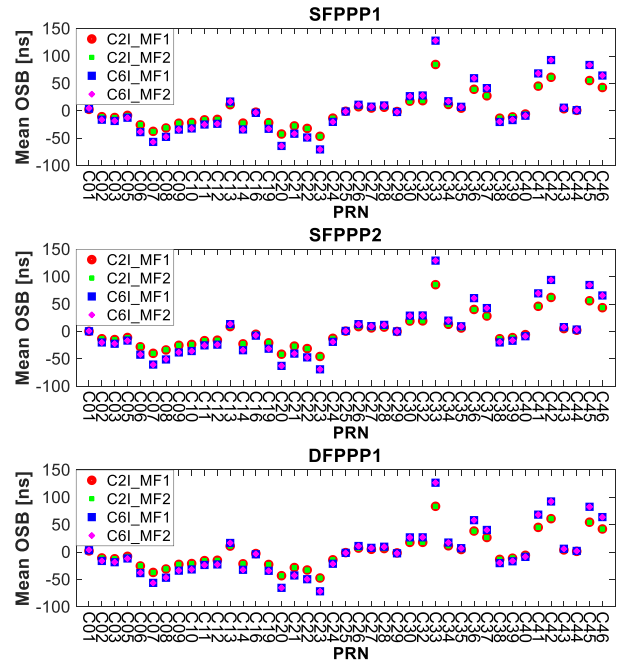 SFPPP1
Mean OSB [ns]
150
100
50
0
-50
-100
C2I_MF1
C2I_MF2
C6I_MF1
C6I_MF2
C01 C02 C03 C05 C06 C07 C08 C09 C10 C11 C12 C13 C14 C16 C19 C20 C21 C22 C23 C24 C25 C26 C27 C28 C29 C30 C32 C33 C34 C35 C36 C37 C38 C39 C40 C41 C42 C43 C44 C45 C46
PRN
SFPPP2
Mean OSB [ns]
150
100
50
0
-50
-100
C2I_MF1
C2I_MF2
C6I_MF1
C6I_MF2
C01 C02 C03 C05 C06 C07 C08 C09 C10 C11 C12 C13 C14 C16 C19 C20 C21 C22 C23 C24 C25 C26 C27 C28 C29 C30 C32 C33 C34 C35 C36 C37 C38 C39 C40 C41 C42 C43 C44 C45 C46
PRN
DFPPP1
Mean OSB [ns]
150
100
50
0
-50
-100
C2I_MF1
C2I_MF2
C6I_MF1
C6I_MF2
C01 C02 C03 C05 C06 C07 C08 C09 C10 C11 C12 C13 C14 C16 C19 C20 C21 C22 C23 C24 C25 C26 C27 C28 C29 C30 C32 C33 C34 C35 C36 C37 C38 C39 C40 C41 C42 C43 C44 C45 C46
PRN